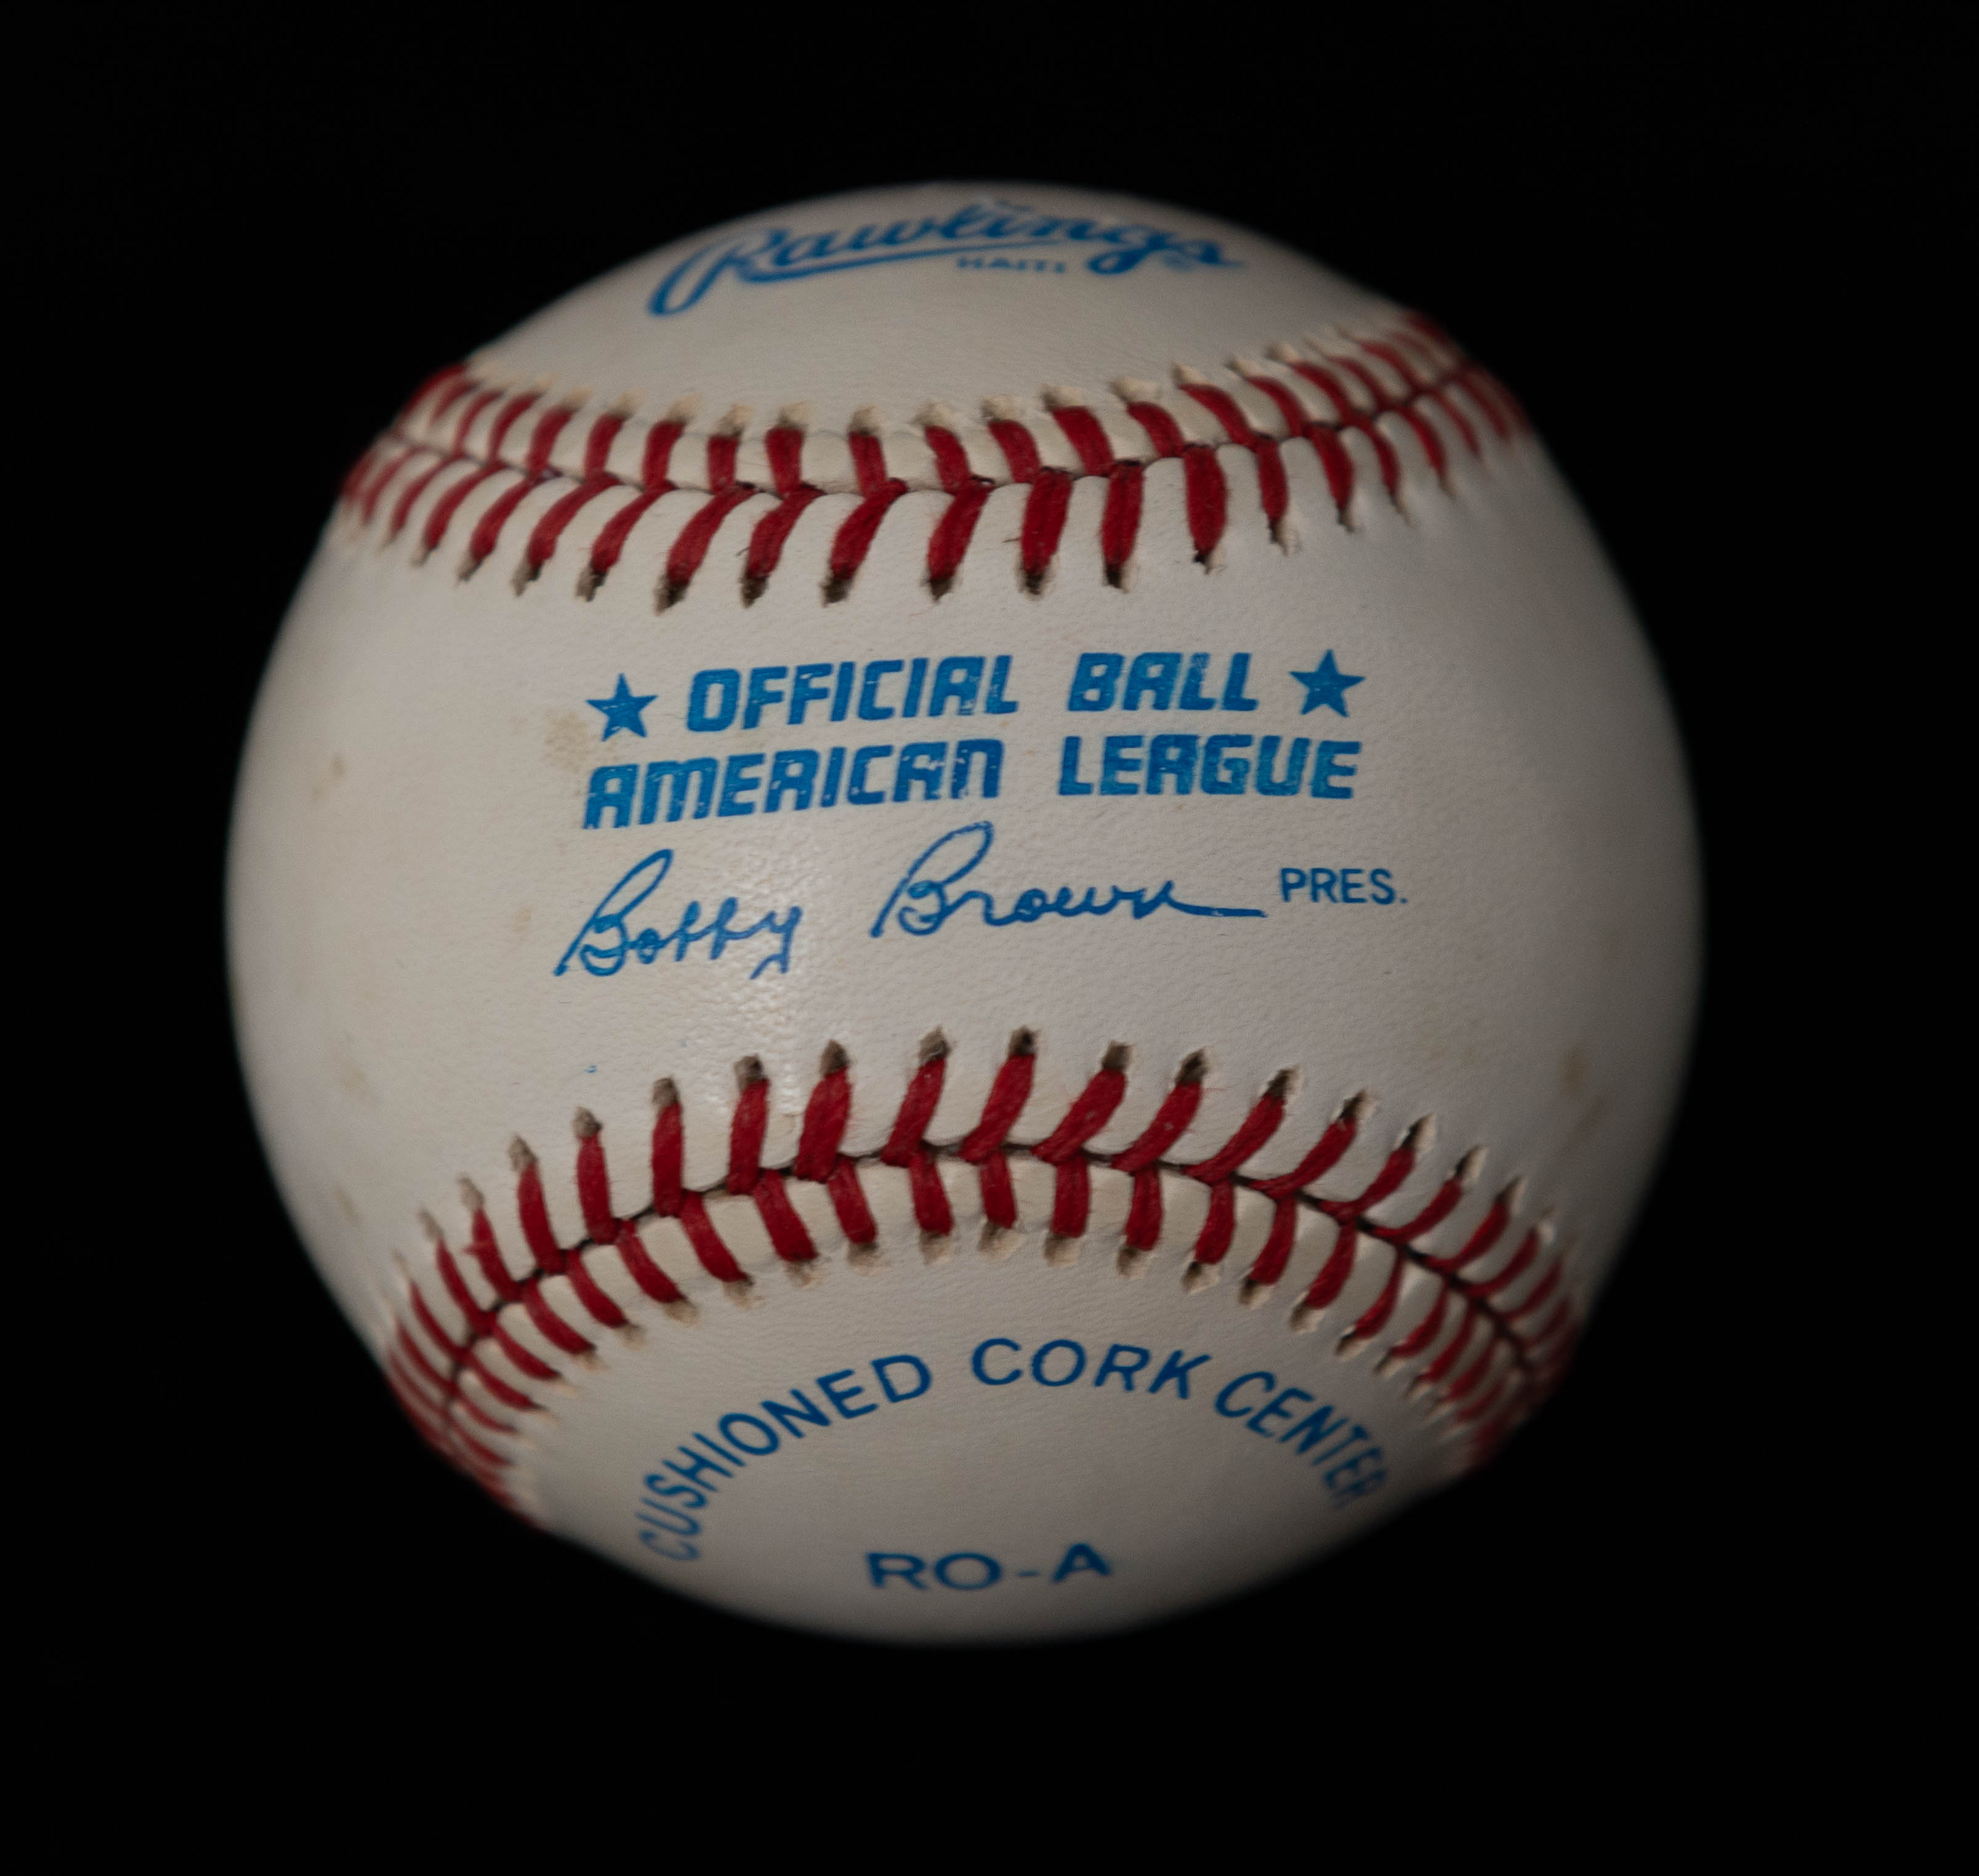 Rawlings
HAITI
★ OFFICIAL BALL ★
AMERICAN LEAGUE
Bobby Brown PRES.
CUSHIONED CORK CENTER
RO-A